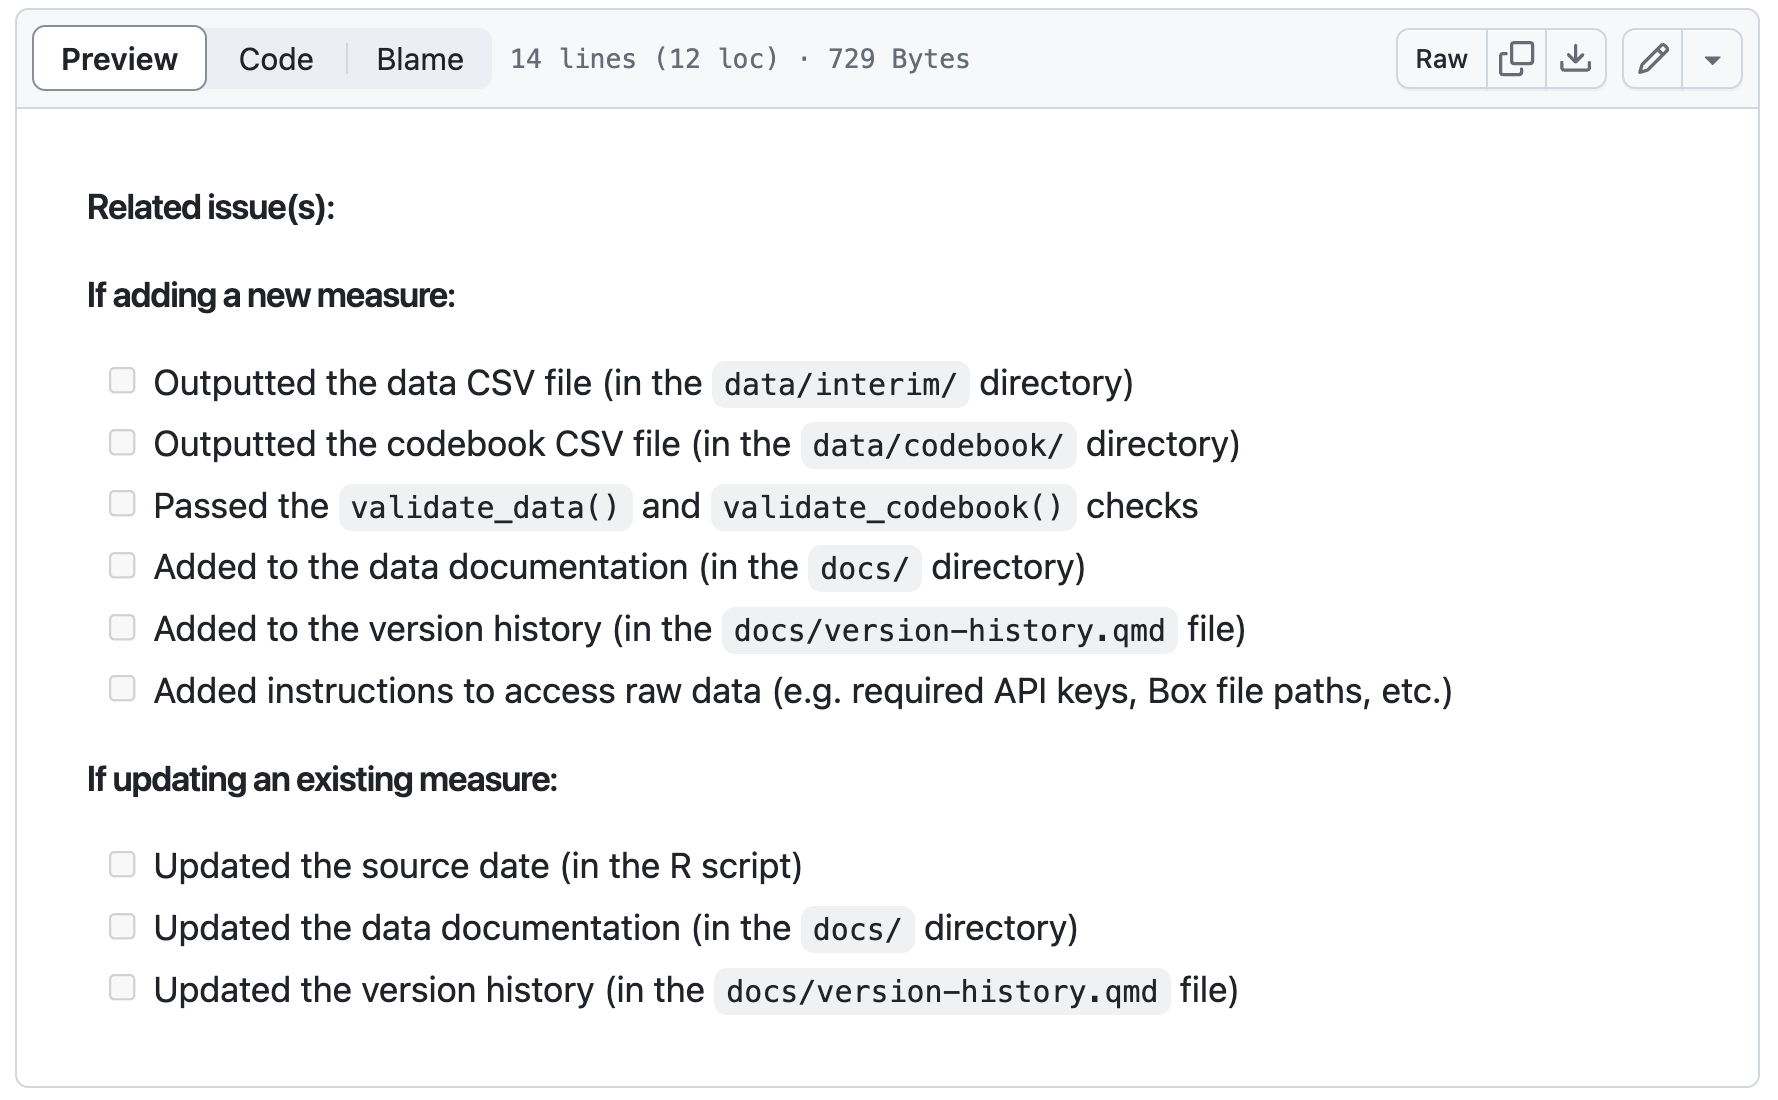 Preview Code Blame 14 lines (12 loc) · 729 Bytes Raw
Related issue(s):
If adding a new measure:
Outputted the data CSV file (in the data/interim/ directory)
Outputted the codebook CSV file (in the data/codebook/ directory)
Passed the validate_data() and validate_codebook() checks
Added to the data documentation (in the docs/ directory)
Added to the version history (in the docs/version-history.qmd file)
Added instructions to access raw data (e.g. required API keys, Box file paths, etc.)
If updating an existing measure:
Updated the source date (in the R script)
Updated the data documentation (in the docs/ directory)
Updated the version history (in the docs/version-history.qmd file)